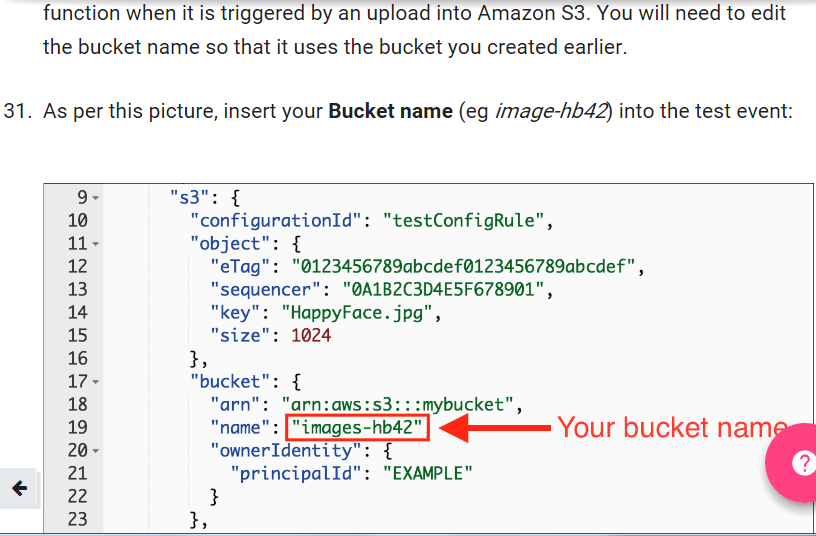 function when it is triggered by an upload into Amazon S3. You will need to edit
the bucket name so that it uses the bucket you created earlier.
31. As per this picture, insert your Bucket name (eg image-hb42) into the test event:
9 "s3": {
10 "configurationId": "testConfigRule",
11 "object": {
12 "eTag": "0123456789abcdef0123456789abcdef",
13 "sequencer": "0A1B2C3D4E5F678901",
14 "key": "HappyFace.jpg",
15 "size": 1024
16 },
17 "bucket": {
18 "arn": "arn:aws:s3:::mybucket",
19 "name": "images-hb42" Your bucket name
20 "ownerIdentity": {
21 "principalId": "EXAMPLE"
22 }
23 },